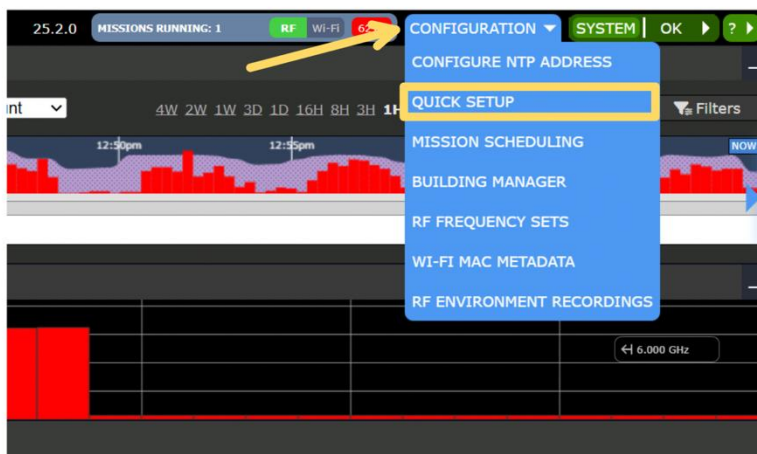 25.2.0 MISSIONS RUNNING: 1 RF Wi-Fi CONFIGURATION SYSTEM OK ?
CONFIGURE NTP ADDRESS
QUICK SETUP
4W 2W 1W 3D 1D 16H 8H 3H Filters
MISSION SCHEDULING
12:50pm 12:55pm NOW
BUILDING MANAGER
RF FREQUENCY SETS
WI-FI MAC METADATA
RF ENVIRONMENT RECORDINGS
6.000 GHz